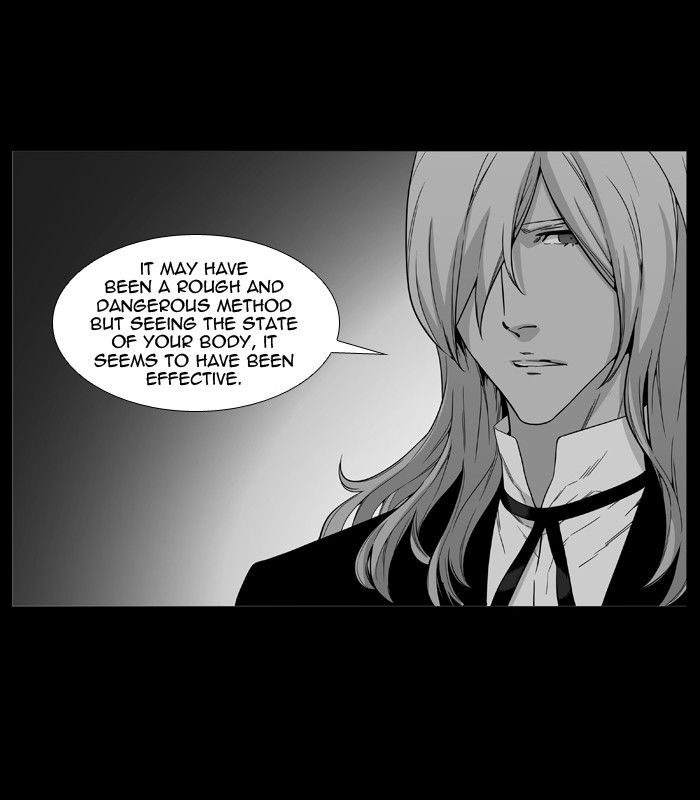 IT MAY HAVE
BEEN A ROUGH AND
DANGEROUS METHOD
BUT SEEING THE STATE
OF YOUR BODY, IT
SEEMS TO HAVE BEEN
EFFECTIVE.